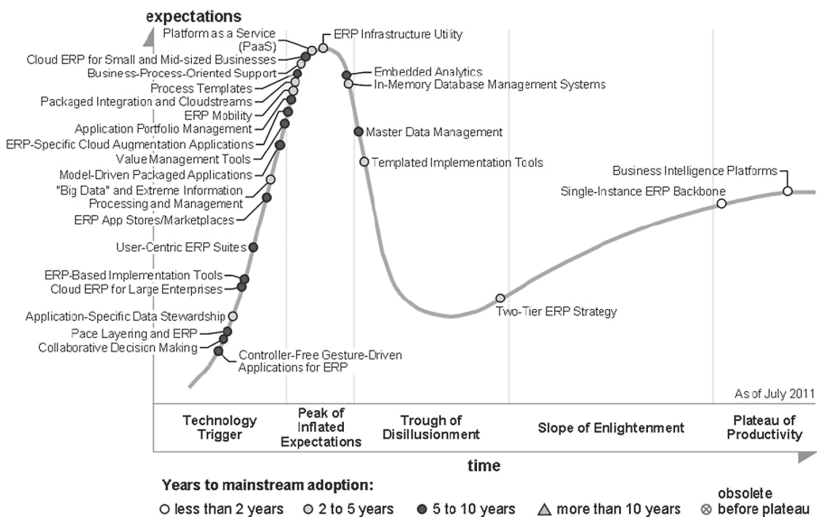 expectations
Platform as a Service
(PaaS)
ERP Infrastructure Utility
Cloud ERP for Small and Mid-sized Businesses
Business-Process-Oriented Support
Process Templates
Packaged Integration and Cloudstreams
ERP Mobility
Application Portfolio Management
ERP-Specific Cloud Augmentation Applications
Value Management Tools
Model-Driven Packaged Applications
"Big Data" and Extreme Information
Processing and Management
ERP App Stores/Marketplaces
User-Centric ERP Suites
ERP-Based Implementation Tools
Cloud ERP for Large Enterprises
Application-Specific Data Stewardship
Pace Layering and ERP
Collaborative Decision Making
Controller-Free Gesture-Driven
Applications for ERP
Embedded Analytics
In-Memory Database Management Systems
Master Data Management
Templated Implementation Tools
Two-Tier ERP Strategy
Business Intelligence Platforms
Single-Instance ERP Backbone
As of July 2011
Technology
Trigger
Peak of
Inflated
Expectations
Trough of
Disillusionment
Slope of Enlightenment
Plateau of
Productivity
time
Years to mainstream adoption:
less than 2 years
2 to 5 years
5 to 10 years
more than 10 years
obsolete
before plateau